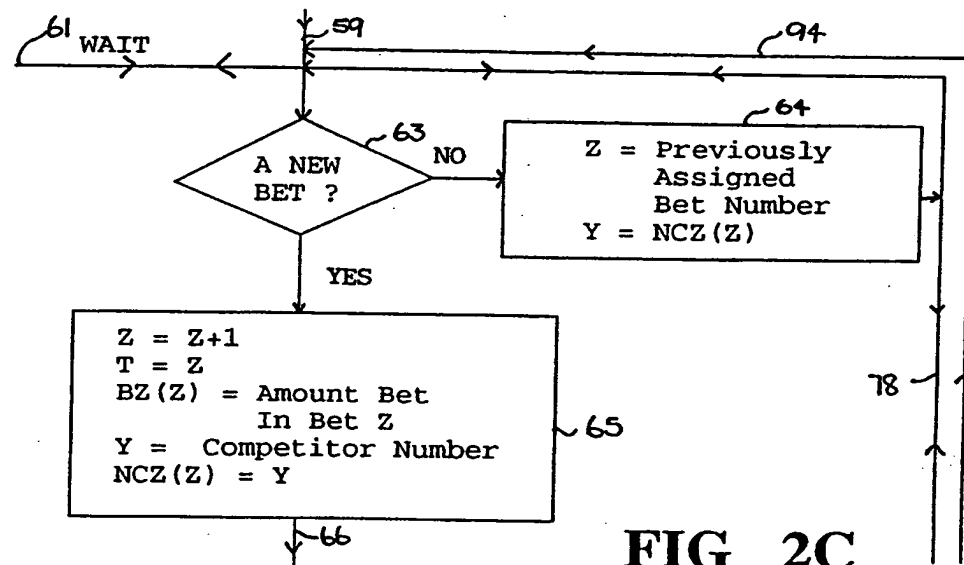 59
94
61 WAIT
63
64
A NEW
BET ?
NO
Z = Previously
Assigned
Bet Number
Y = NCZ(Z)
YES
Z = Z+1
T = Z
BZ(Z) = Amount Bet
In Bet Z
Y = Competitor Number
NCZ(Z) = Y
65
78
66
FIG 2C